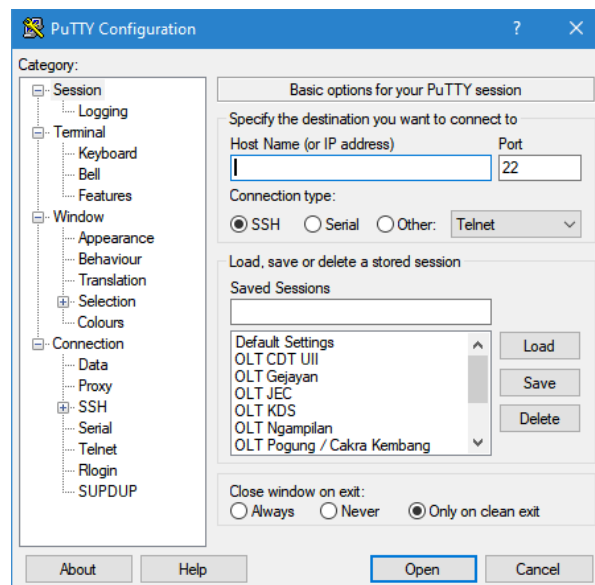 PuTTY Configuration
?
Category:
Session
Logging
Terminal
Keyboard
Bell
Features
Window
Appearance
Behaviour
Translation
Selection
Colours
Connection
Data
Proxy
SSH
Serial
Telnet
Rlogin
SUPDUP
Basic options for your PuTTY session
Specify the destination you want to connect to
Host Name (or IP address) Port
22
Connection type:
SSH Serial Other: Telnet
Load, save or delete a stored session
Saved Sessions
Default Settings
OLT CDT UII
OLT Gejayan
OLT JEC
OLT KDS
OLT Ngampilan
OLT Pogung / Cakra Kembang
Load
Save
Delete
Close window on exit:
Always Never Only on clean exit
About Help Open Cancel